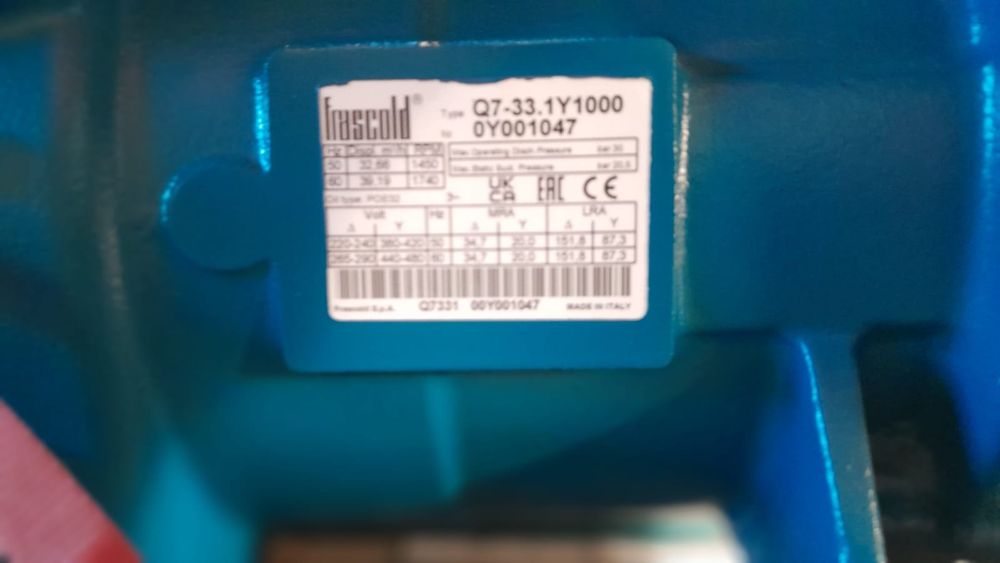 frascold®
Type Q7-33.1Y1000
Nr 0Y001047
Hz Displ. m³/h RPM
50 32.66 1450
60 39.19 1740
Max Operating Disch. Pressure bar 30
Max Static Suct. Pressure bar 20,5
Oil type: POE32
UK CA EAC CE
Volt Hz MRA LRA
Δ Y Δ Y Δ Y
220-240 380-420 50 34,7 20,0 151,8 87,3
265-290 440-480 60 34,7 20,0 151,8 87,3
Frascold S.p.A. Q7331 00Y001047 MADE IN ITALY